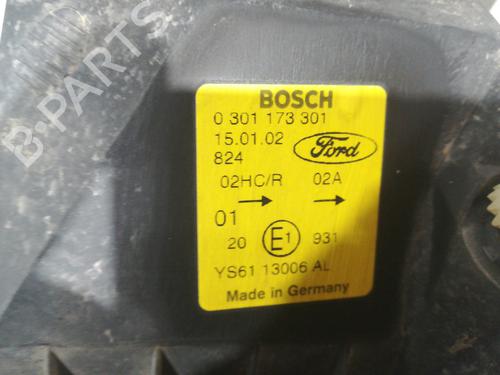 B-PARTS
BOSCH
0 301 173 301
15.01.02
824
Ford
02HC/R 02A
01
20 E1 931
YS61 13006 AL
Made in Germany